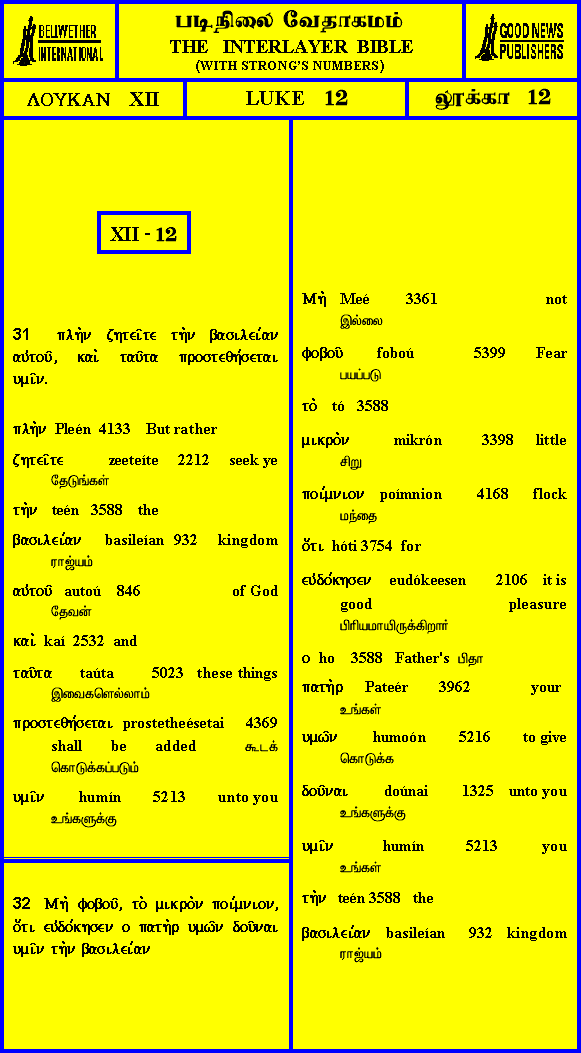 BELLWETHER
INTERNATIONAL
படிநிலை வேதாகமம்
THE INTERLAYER BIBLE
(WITH STRONG'S NUMBERS)
GOOD NEWS
PUBLISHERS
ΛΟΥΚΑΝ XII
LUKE 12
லூக்கா 12
XII - 12
31 πλὴν ζητεῖτε τὴν βασιλείαν
αὐτοῦ, καὶ ταῦτα προστεθήσεται
υμῖν.
πλὴν Pleén 4133 But rather
ζητεῖτε zeeteíte 2212 seek ye
தேடுங்கள்
τὴν teén 3588 the
βασιλείαν basileían 932 kingdom
ராஜ்யம்
αὐτοῦ autoú 846 of God
தேவன்
καὶ kaí 2532 and
ταῦτα taúta 5023 these things
இவைகளெல்லாம்
προστεθήσεται prostetheésetai 4369
shall be added கூடக்
கொடுக்கப்படும்
υμῖν humín 5213 unto you
உங்களுக்கு
32 Μὴ φοβοῦ, τὸ μικρὸν ποίμνιον,
ὅτι εὐδόκησεν ο πατὴρ υμῶν δοῦναι
υμῖν τὴν βασιλείαν
Μὴ Meé 3361 not
இல்லை
φοβοῦ foboú 5399 Fear
பயப்படு
τὸ tó 3588
μικρὸν mikrón 3398 little
சிறு
ποίμνιον poímnion 4168 flock
மந்தை
ὅτι hóti 3754 for
εὐδόκησεν eudókeesen 2106 it is
good pleasure
பிரியமாயிருக்கிறார்
ο ho 3588 Father's பிதா
πατὴρ Pateér 3962 your
உங்கள்
υμῶν humoón 5216 to give
கொடுக்க
δοῦναι doúnai 1325 unto you
உங்களுக்கு
υμῖν humín 5213 you
உங்கள்
τὴν teén 3588 the
βασιλείαν basileían 932 kingdom
ராஜ்யம்